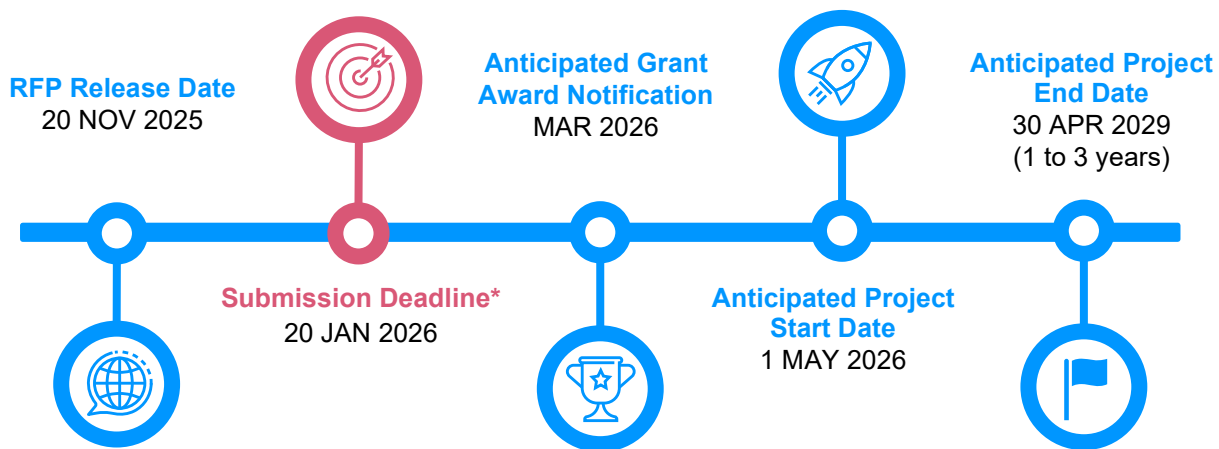 RFP Release Date
20 NOV 2025
Submission Deadline*
20 JAN 2026
Anticipated Grant
Award Notification
MAR 2026
Anticipated Project
Start Date
1 MAY 2026
Anticipated Project
End Date
30 APR 2029
(1 to 3 years)